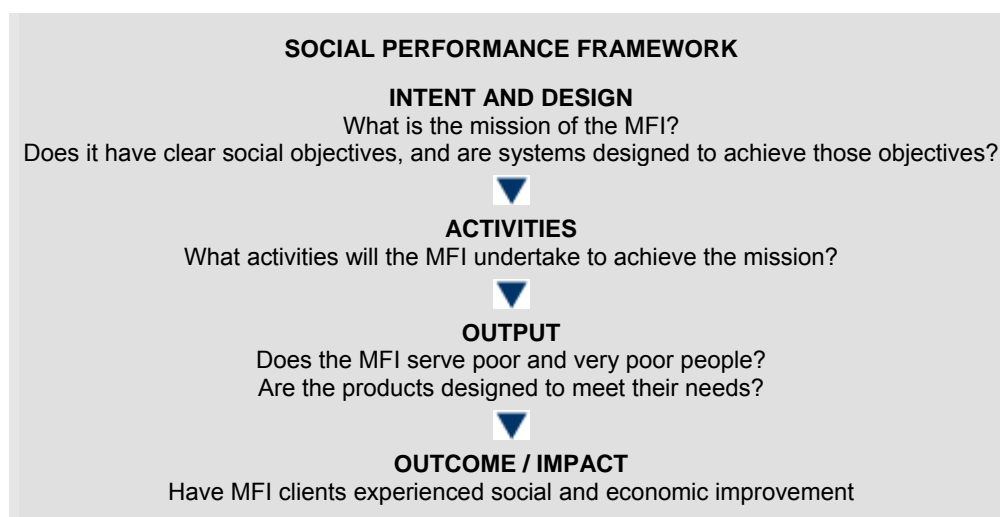 SOCIAL PERFORMANCE FRAMEWORK
INTENT AND DESIGN
What is the mission of the MFI?
Does it have clear social objectives, and are systems designed to achieve those objectives?
ACTIVITIES
What activities will the MFI undertake to achieve the mission?
OUTPUT
Does the MFI serve poor and very poor people?
Are the products designed to meet their needs?
OUTCOME / IMPACT
Have MFI clients experienced social and economic improvement